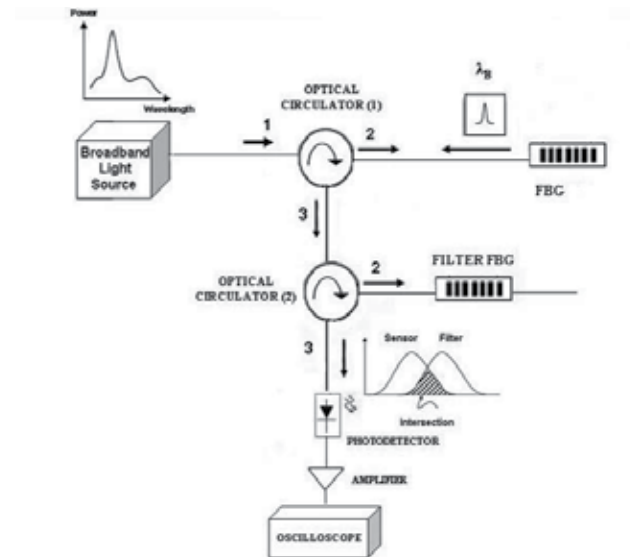 Power
Wavelength
Broadband
Light
Source
1
OPTICAL
CIRCULATOR (1)
2
λB
FBG
3
OPTICAL
CIRCULATOR (2)
2
FILTER FBG
3
Sensor Filter
Intersection
PHOTODETECTOR
AMPLIFIER
OSCILLOSCOPE